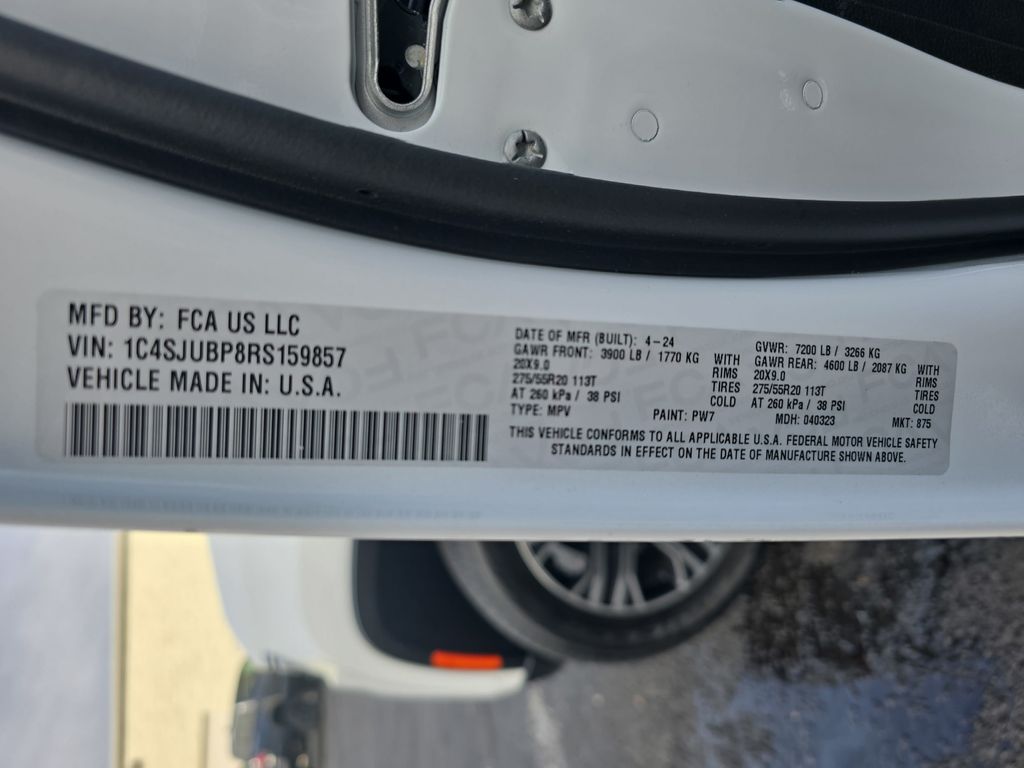 MFD BY: FCA US LLC
VIN: 1C4SJUBP8RS159857
VEHICLE MADE IN: U.S.A.
DATE OF MFR (BUILT): 4-24
GAWR FRONT: 3900 LB / 1770 KG WITH
20X9.0 RIMS
275/55R20 113T TIRES
AT 260 kPa / 38 PSI COLD
TYPE: MPV PAINT: PW7
GVWR: 7200 LB / 3266 KG
GAWR REAR: 4600 LB / 2087 KG WITH
20X9.0 RIMS
275/55R20 113T TIRES
AT 260 kPa / 38 PSI COLD
MDH: 040323 MKT: 875
THIS VEHICLE CONFORMS TO ALL APPLICABLE U.S.A. FEDERAL MOTOR VEHICLE SAFETY
STANDARDS IN EFFECT ON THE DATE OF MANUFACTURE SHOWN ABOVE.